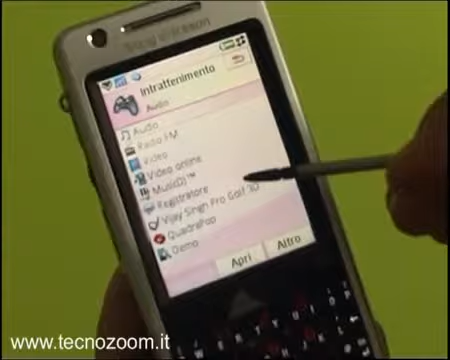 Sony Ericsson
Intrattenimento
Audio
Audio
Radio FM
Video
Video online
MusicDJ™
Registratore
Vijay Singh Pro Golf 3D
QuadraPop
Demo
Apri Altro
www.tecnozoom.it